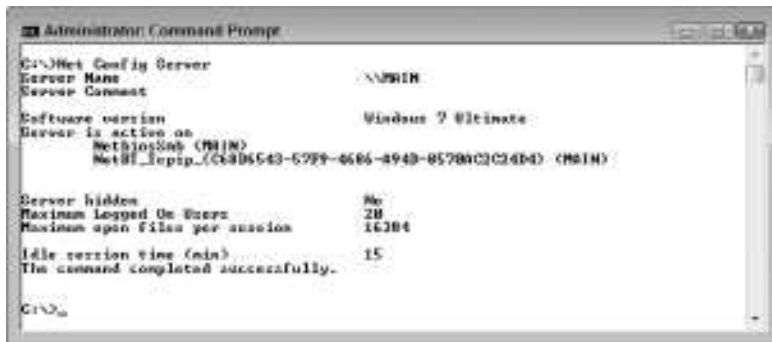 Administrator: Command Prompt
C:\>Net Config Server
Server Name \\MAIN
Server Comment
Software version Windows 7 Ultimate
Server is active on
NetbiosSmb (MAIN)
NetBT_Tcpip_ (MAIN)
Server hidden No
Maximum Logged On Users 20
Maximum open files per session 16384
Idle session time (min) 15
The command completed successfully.
C:\>_